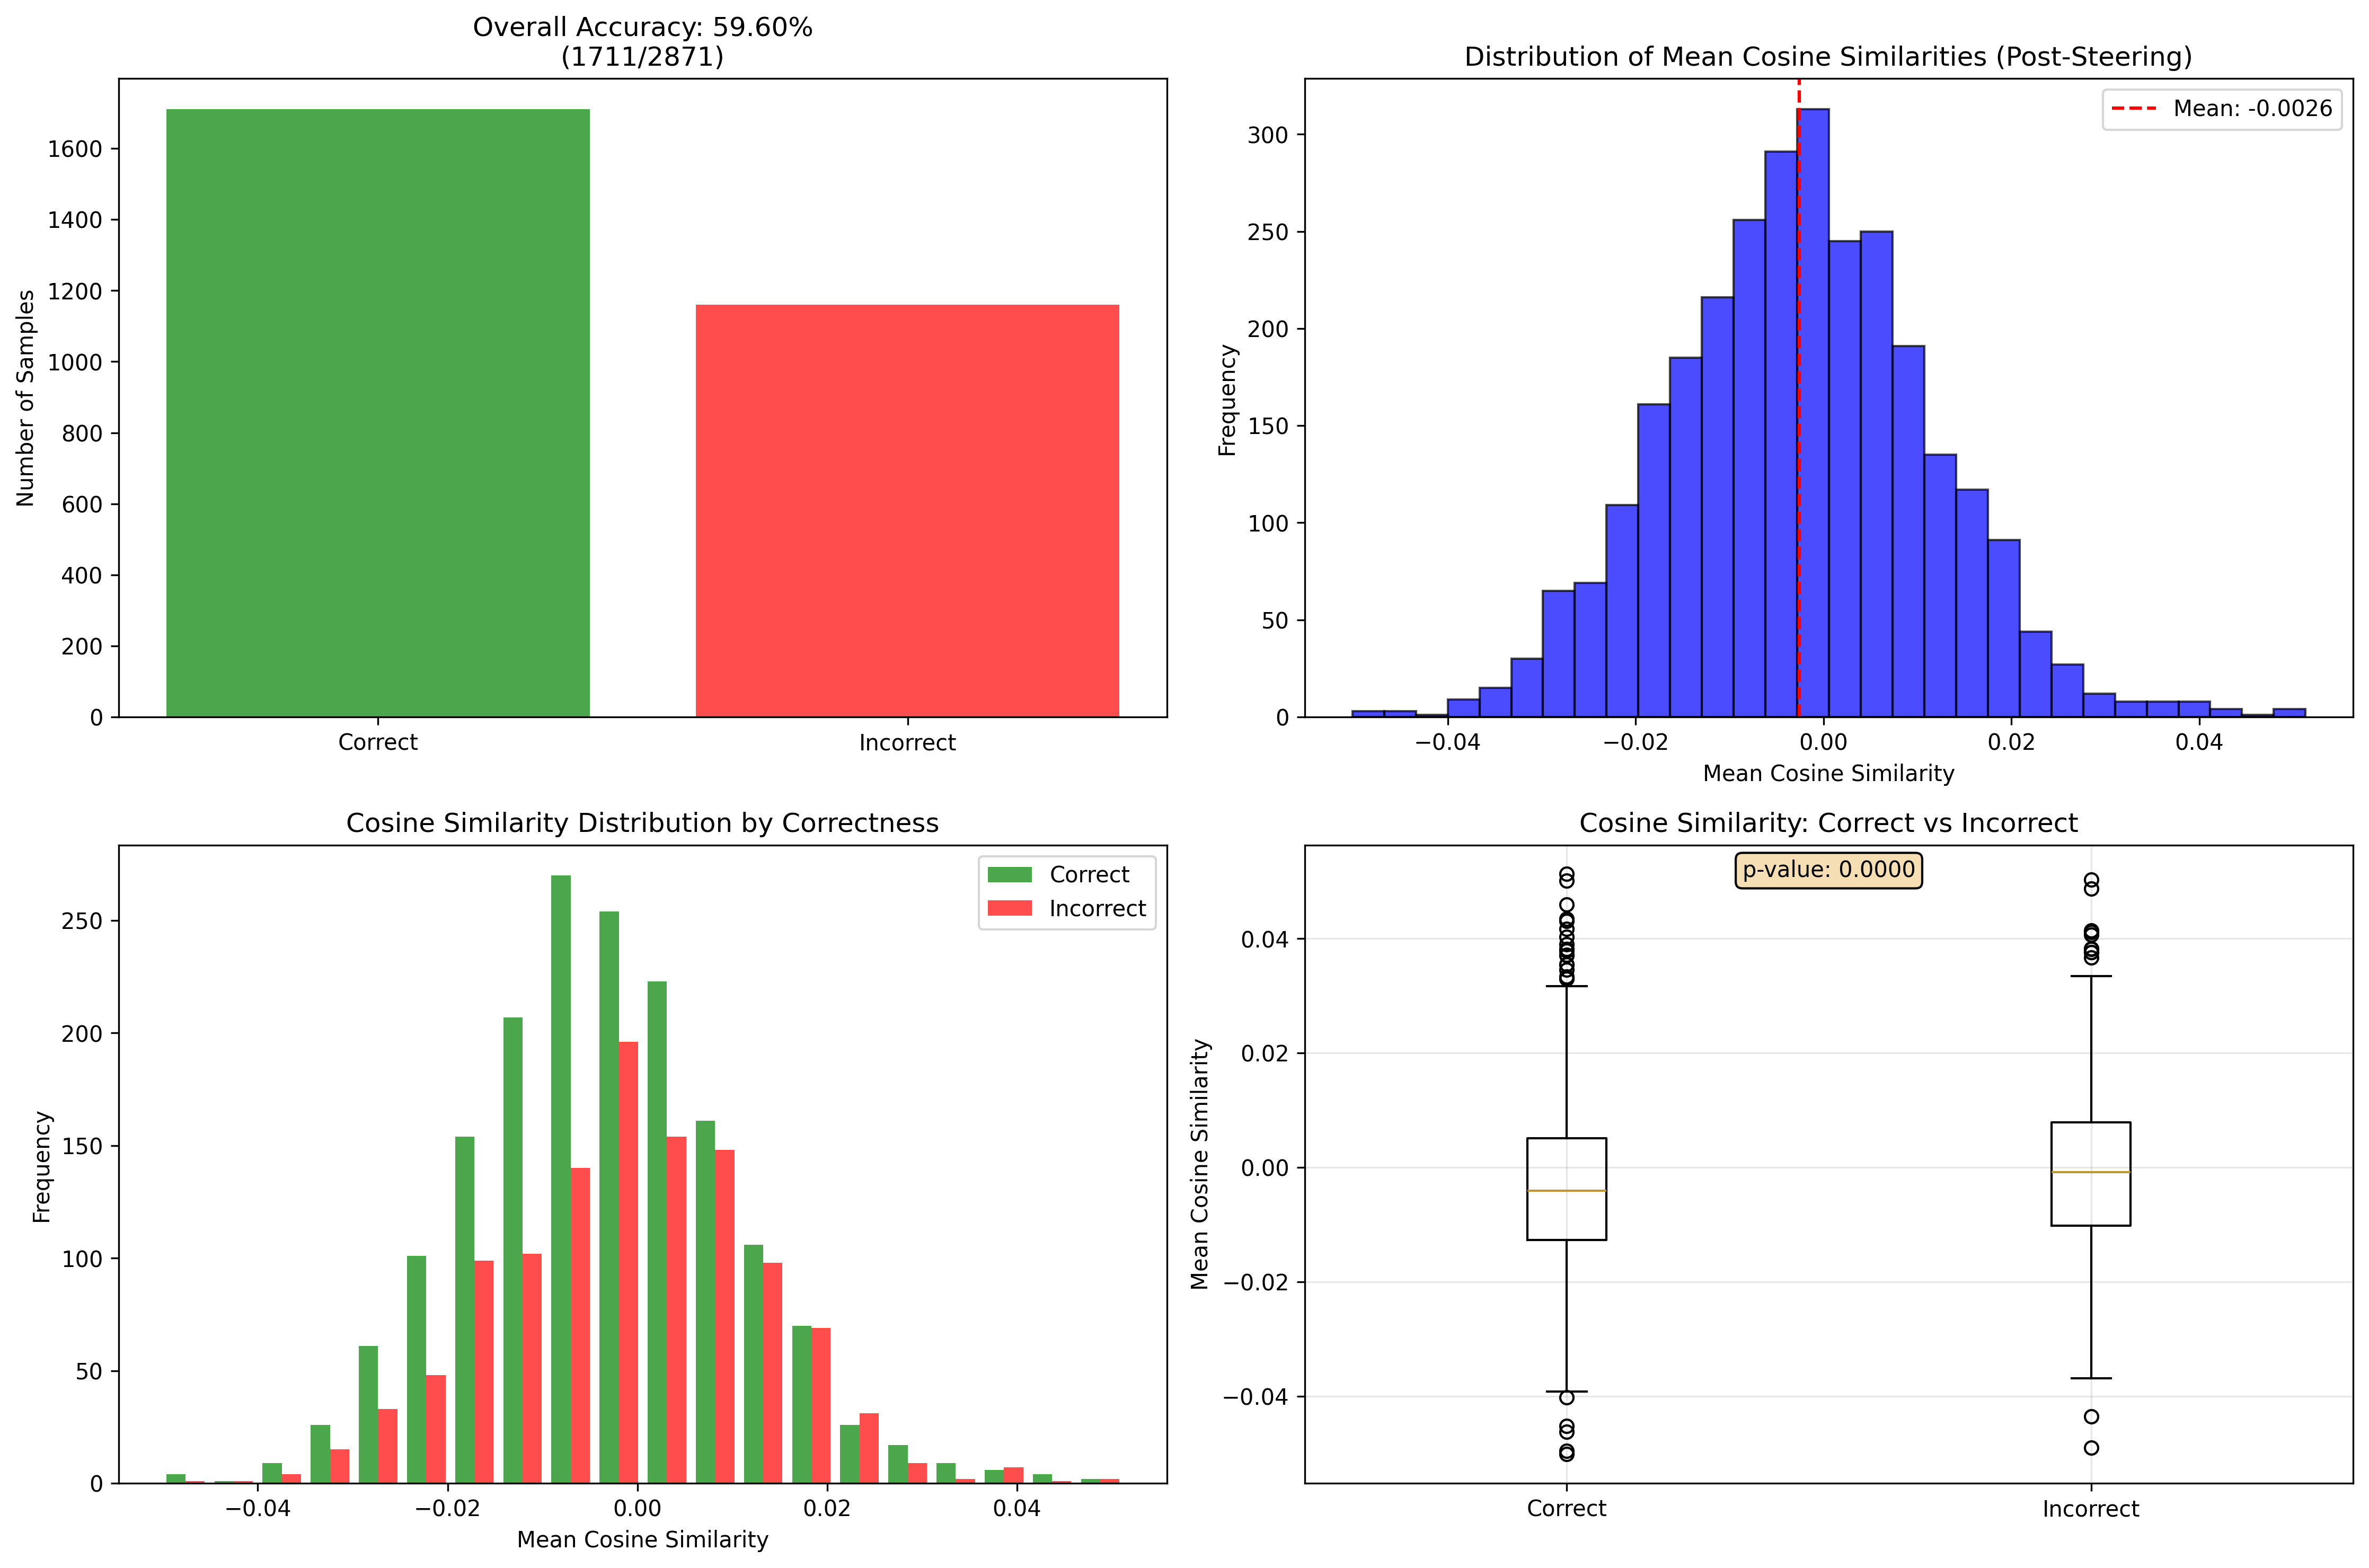 Overall Accuracy: 59.60%
(1711/2871)
Number of Samples
1600
1400
1200
1000
800
600
400
200
0
Correct
Incorrect
Distribution of Mean Cosine Similarities (Post-Steering)
Mean: -0.0026
Frequency
300
250
200
150
100
50
0
−0.04
−0.02
0.00
0.02
0.04
Mean Cosine Similarity
Cosine Similarity Distribution by Correctness
Correct
Incorrect
Frequency
250
200
150
100
50
0
−0.04
−0.02
0.00
0.02
0.04
Mean Cosine Similarity
Cosine Similarity: Correct vs Incorrect
p-value: 0.0000
Mean Cosine Similarity
0.04
0.02
0.00
−0.02
−0.04
Correct
Incorrect